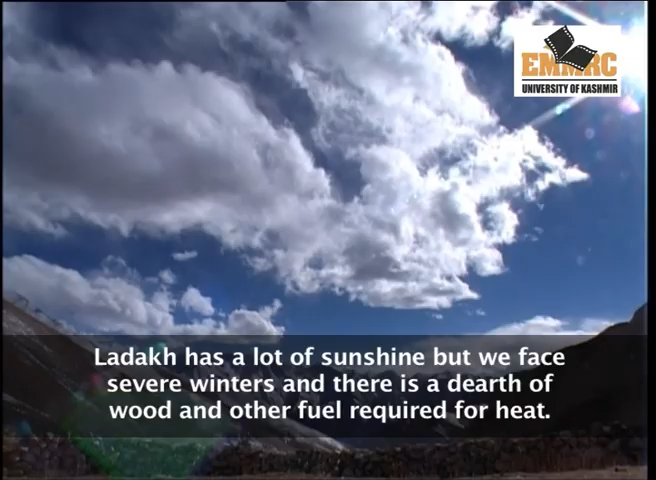 EMMRC
UNIVERSITY OF KASHMIR
Ladakh has a lot of sunshine but we face
severe winters and there is a dearth of
wood and other fuel required for heat.